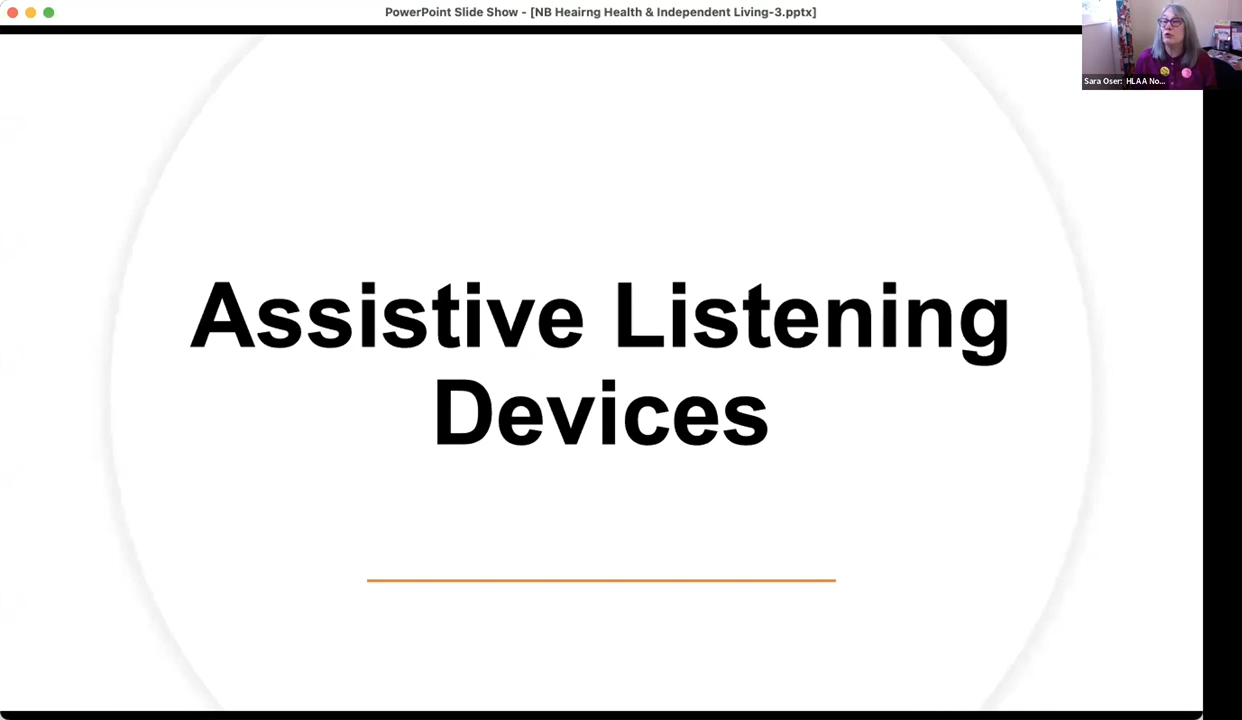 PowerPoint Slide Show - [NB Heairng Health & Independent Living-3.pptx]
Sara Oser: HLAA No...
Assistive Listening
Devices